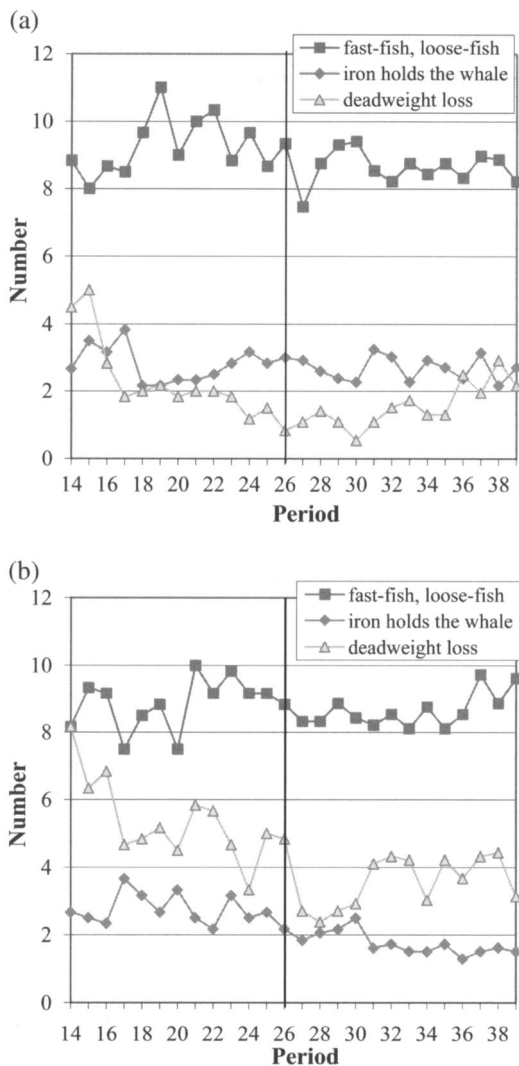 (a)
12
10
8
6
4
2
0
Number
fast-fish, loose-fish
iron holds the whale
deadweight loss
14 16 18 20 22 24 26 28 30 32 34 36 38
Period
(b)
12
10
8
6
4
2
0
Number
fast-fish, loose-fish
iron holds the whale
deadweight loss
14 16 18 20 22 24 26 28 30 32 34 36 38
Period